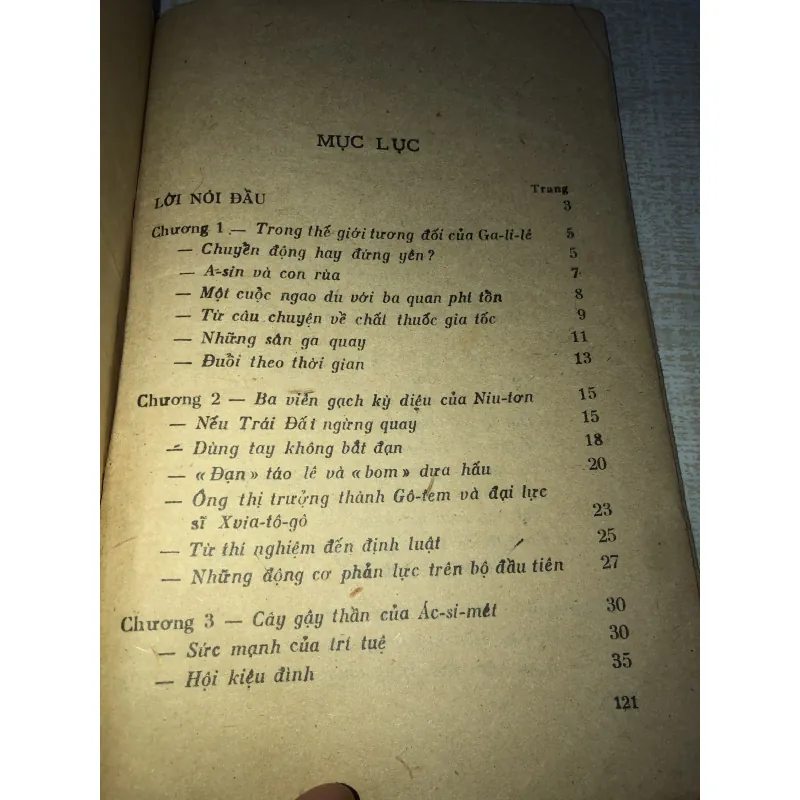 MỤC LỤC
Trang
LỜI NÓI ĐẦU 3
Chương 1 — Trong thế giới tương đối của Ga-li-lê 5
— Chuyển động hay đứng yên? 5
— A-sin và con rùa 7
— Một cuộc ngao du với ba quan phí tồn 8
— Từ câu chuyện về chất thuốc gia tốc 9
— Những sân ga quay 11
— Đuổi theo thời gian 13
Chương 2 — Ba viên gạch kỳ diệu của Niu-tơn 15
— Nếu Trái Đất ngừng quay 15
— Dùng tay không bắt đạn 18
— «Đạn» táo lê và «bom» dưa hấu 20
— Ông thị trưởng thành Gô-tem và đại lực
sĩ Xvia-tô-gô 23
— Từ thí nghiệm đến định luật 25
— Những động cơ phản lực trên bộ đầu tiên 27
Chương 3 — Cây gậy thần của Ác-si-mét 30
— Sức mạnh của trí tuệ 30
— Hội kiệu đình 35
121